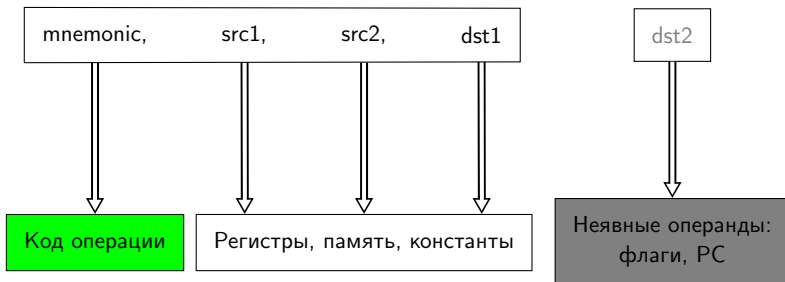 mnemonic, src1, src2, dst1
dst2
Код операции
Регистры, память, константы
Неявные операнды:
флаги, PC